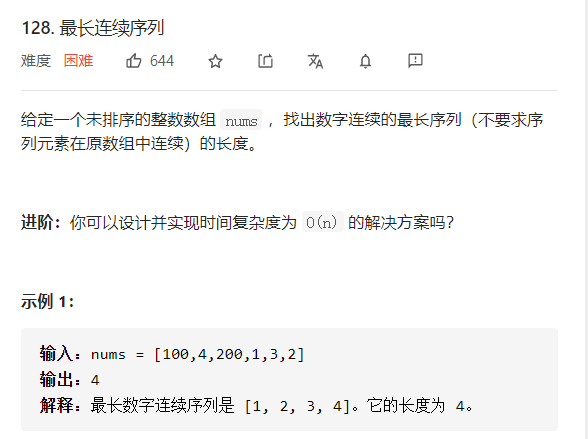 128. 最长连续序列
难度 困难 644
给定一个未排序的整数数组 nums ，找出数字连续的最长序列（不要求序
列元素在原数组中连续）的长度。
进阶：你可以设计并实现时间复杂度为 O(n) 的解决方案吗？
示例 1：
输入：nums = [100,4,200,1,3,2]
输出：4
解释：最长数字连续序列是 [1, 2, 3, 4]。它的长度为 4。